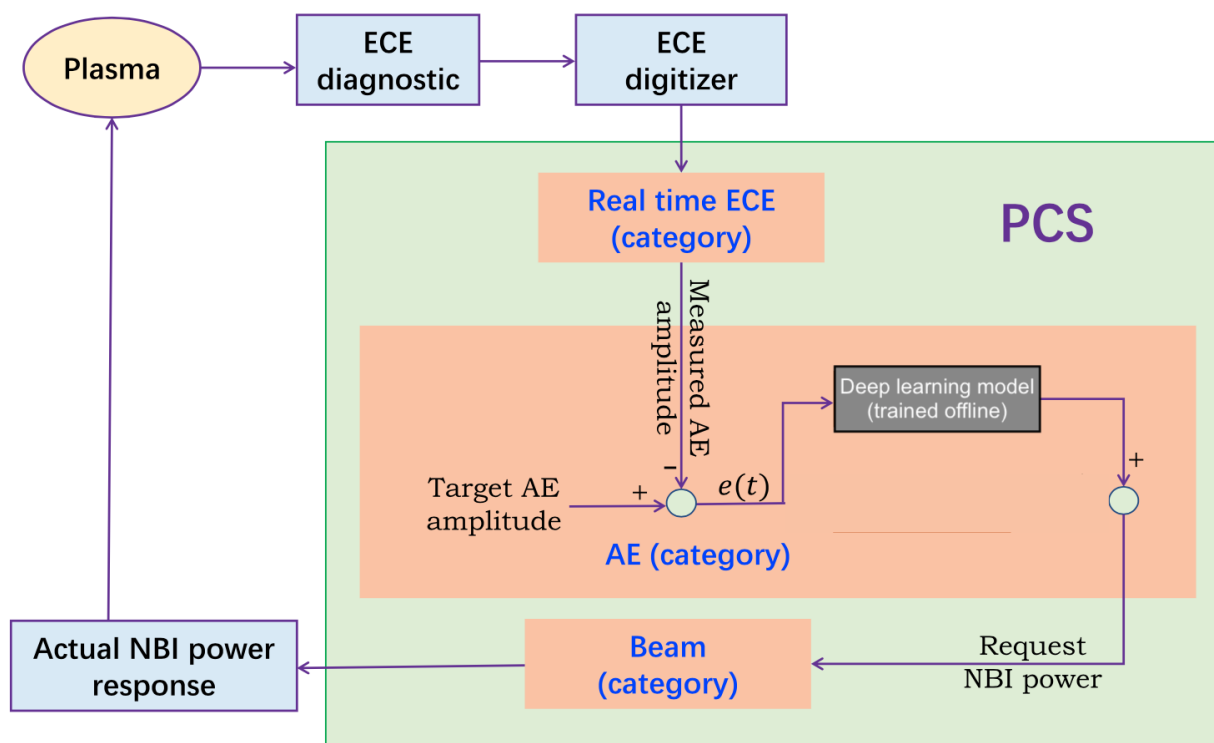 Plasma
ECE
diagnostic
ECE
digitizer
PCS
Real time ECE
(category)
Measured AE
amplitude
Deep learning model
(trained offline)
-
+
e(t)
+
Target AE
amplitude
AE (category)
Actual NBI power
response
Beam
(category)
Request
NBI power